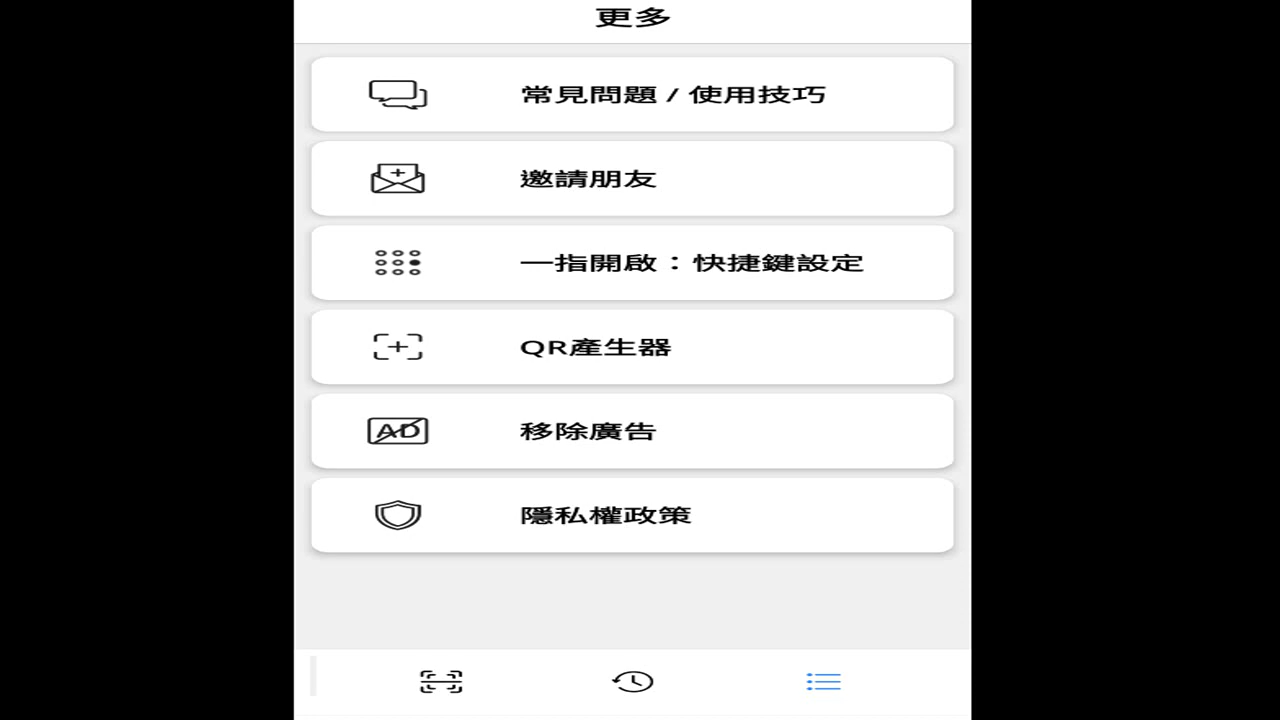 更多
常見問題 / 使用技巧
邀請朋友
一指開啟：快捷鍵設定
QR產生器
AD
移除廣告
隱私權政策